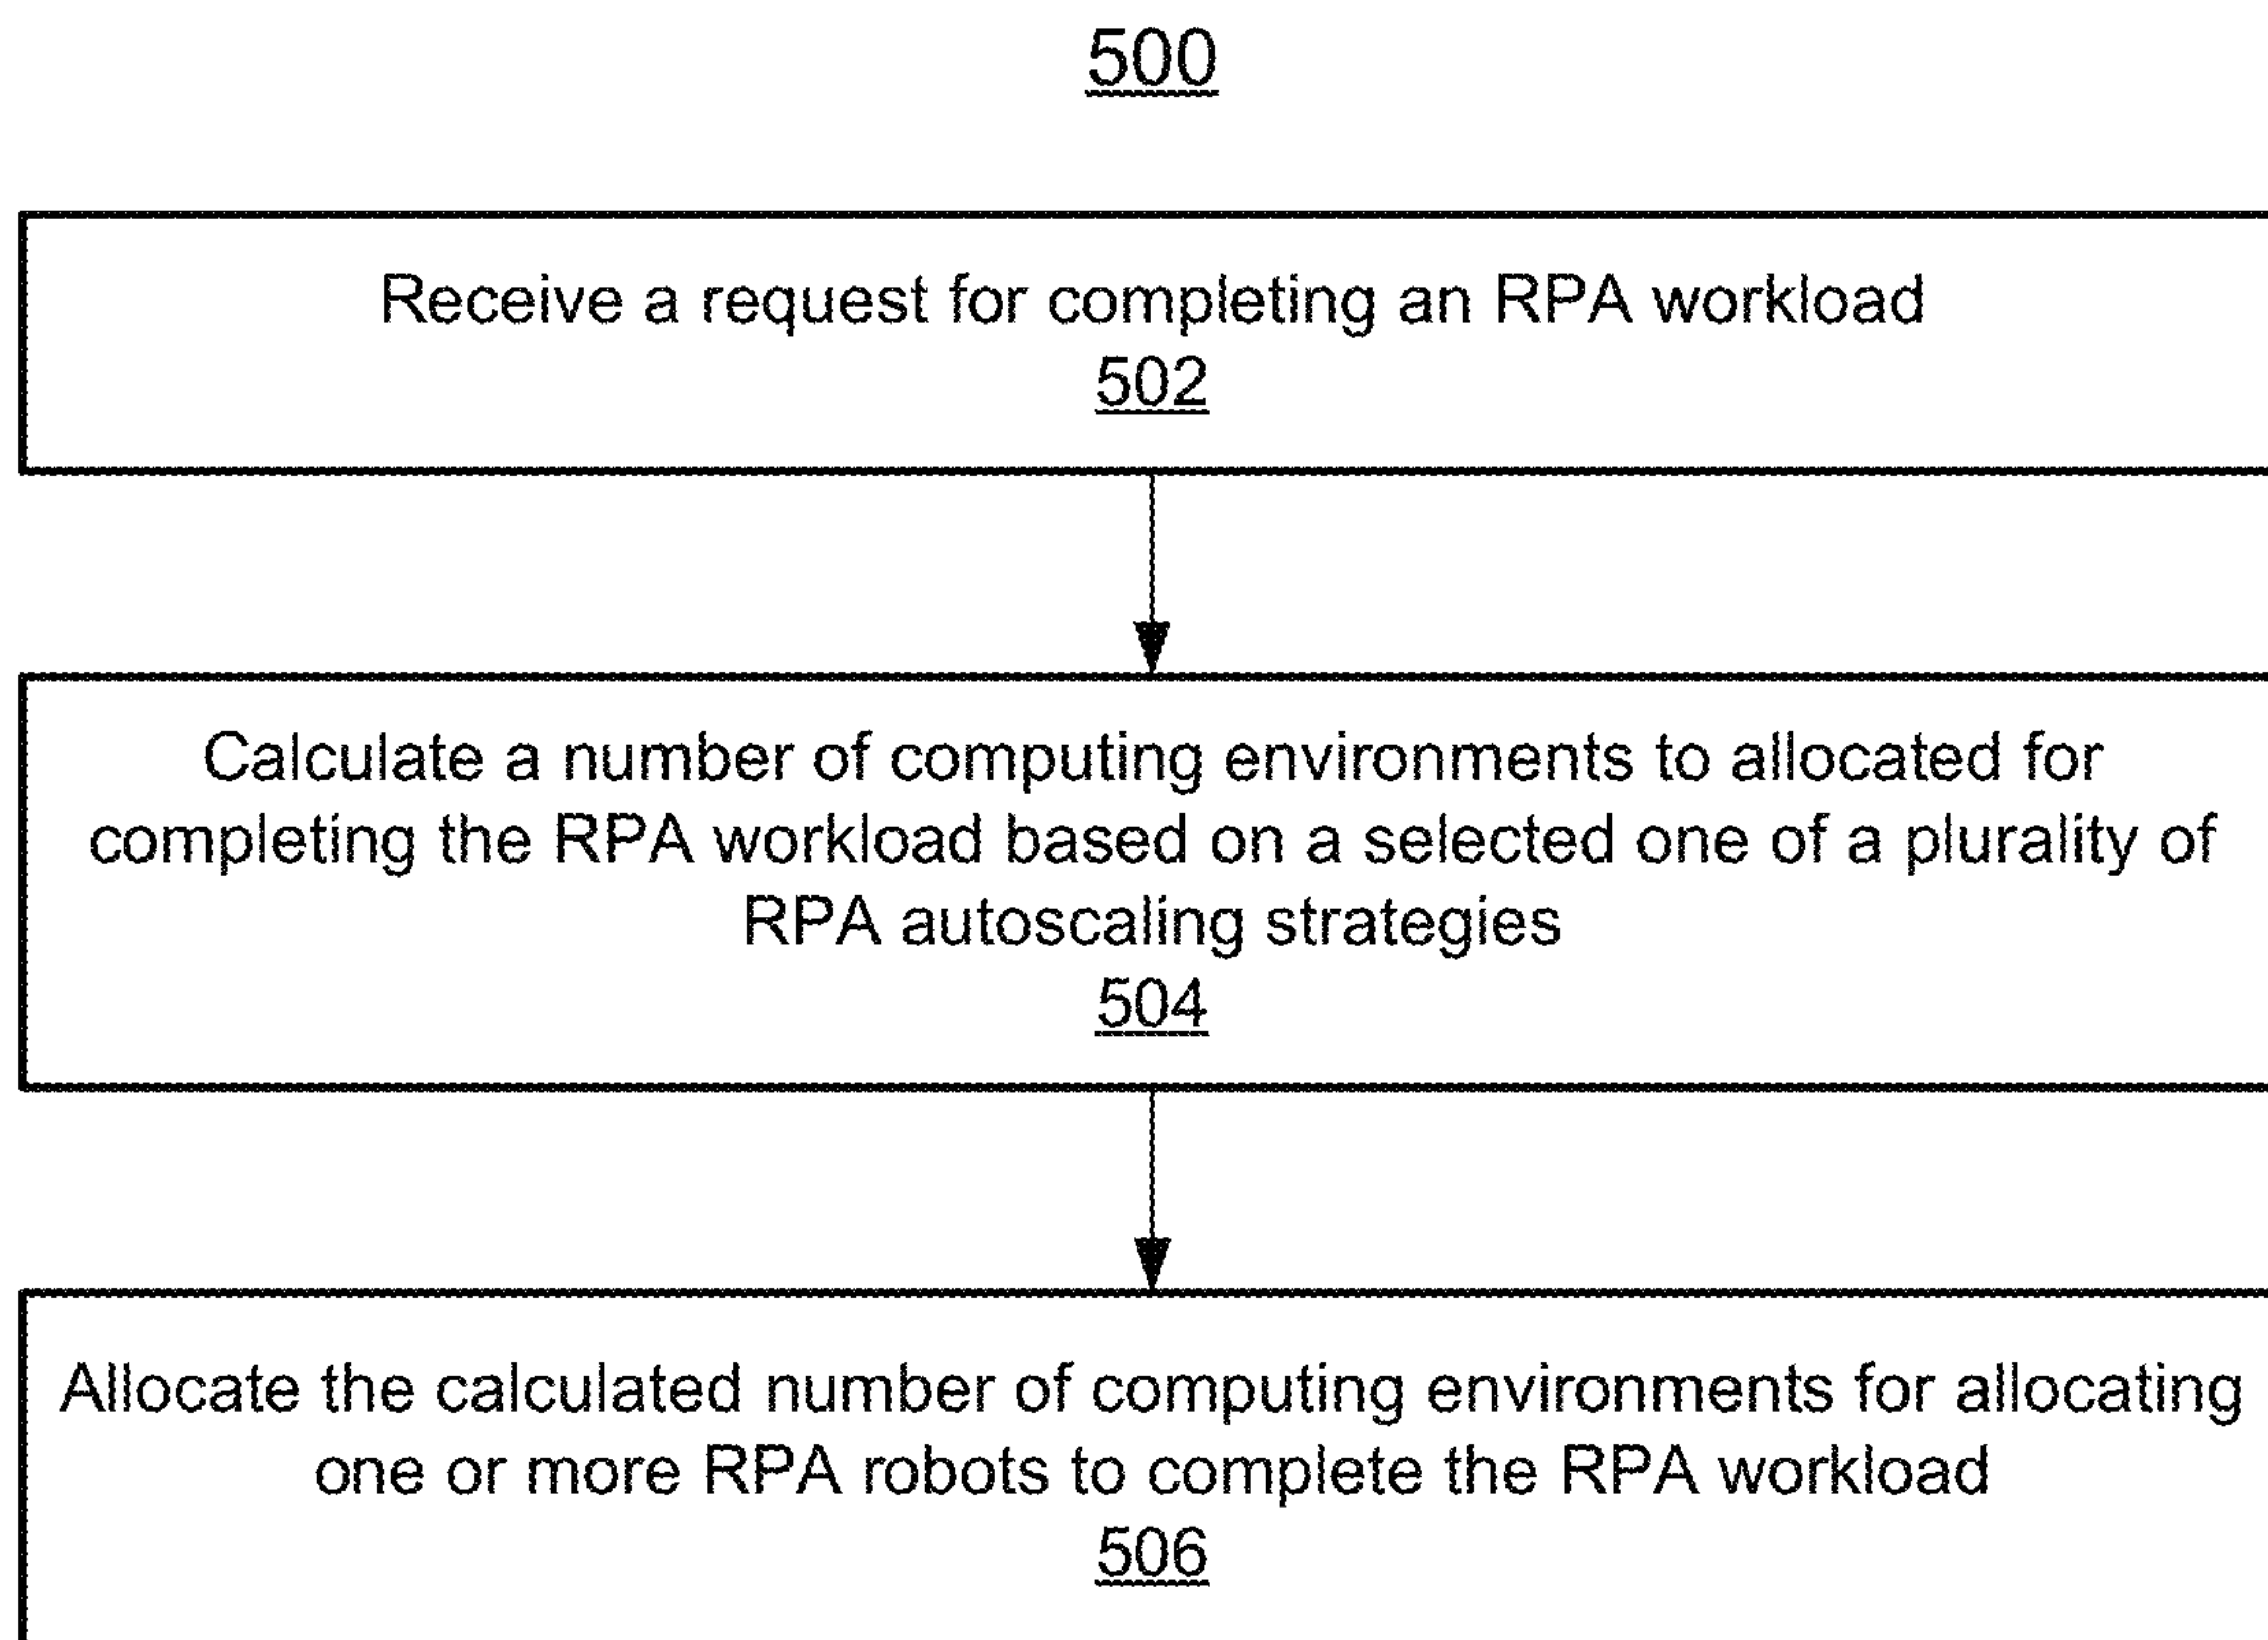 500
Receive a request for completing an RPA workload
502
Calculate a number of computing environments to allocated for
completing the RPA workload based on a selected one of a plurality of
RPA autoscaling strategies
504
Allocate the calculated number of computing environments for allocating
one or more RPA robots to complete the RPA workload
506